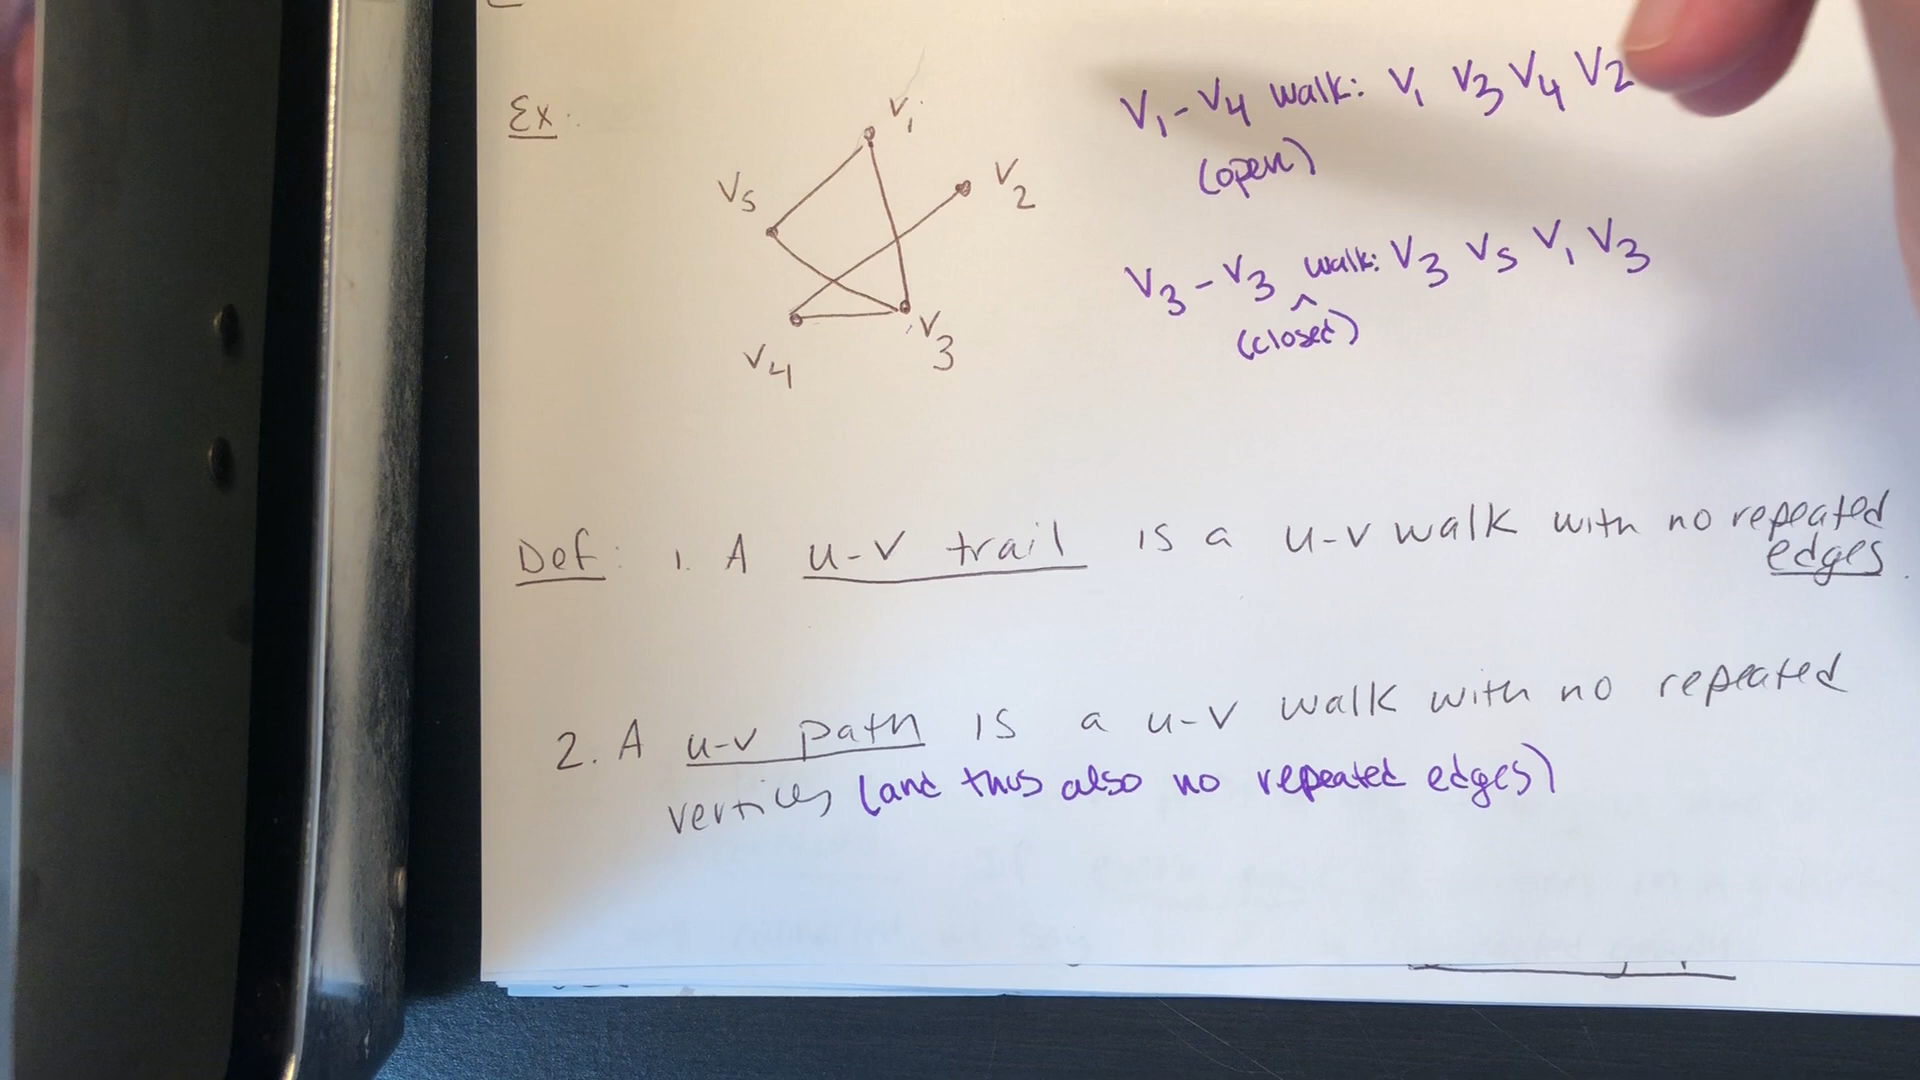 Ex.
V1
V5
V2
V4
V3
V1-V4 walk: V1 V3 V4 V2
(open)
V3-V3 walk: V3 V5 V1 V3
^
(closed)
Def: 1. A u-v trail is a u-v walk with no repeated
edges.
2. A u-v path is a u-v walk with no repeated
vertices (and thus also no repeated edges)